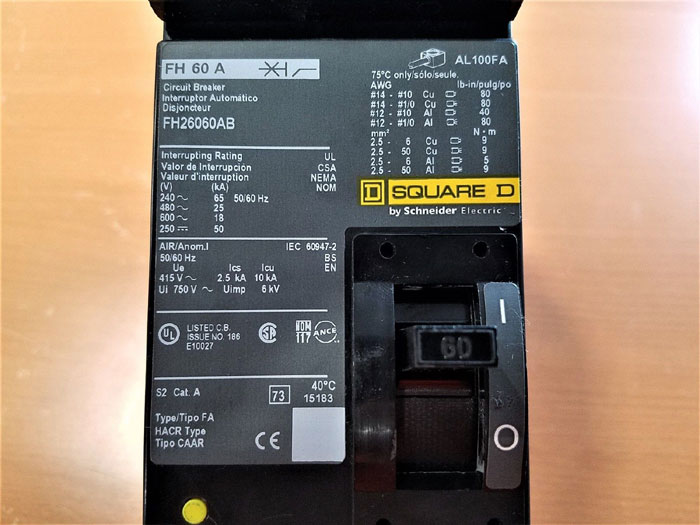 FH 60 A
Circuit Breaker
Interruptor Automático
Disjoncteur
FH26060AB
Interrupting Rating UL
Valor de Interrupción CSA
Valeur d'interruption NEMA
(V) (kA) NOM
240 ~ 65 50/60 Hz
480 ~ 25
600 ~ 18
250 ⎓ 50
AIR/Anom.I IEC 60947-2
50/60 Hz BS
Ue Ics Icu EN
415 V ~ 2.5 kA 10 kA
Ui 750 V ~ Uimp 6 kV
UL
LISTED C.B.
ISSUE NO. 186
E10027
SA
NOM
117
ANCE
S2 Cat. A 73 40°C
15183
Type/Tipo FA
HACR Type
Tipo CAAR
CE
AL100FA
75°C only/sólo/seule.
AWG lb-in/pulg/po
#14 - #10 Cu 80
#14 - #1/0 Cu 80
#12 - #10 Al 40
#12 - #1/0 Al 80
mm² N - m
2.5 - 6 Cu 9
2.5 - 50 Cu 9
2.5 - 6 Al 5
2.5 - 50 Al 9
D SQUARE D
by Schneider Electric
I
60
O